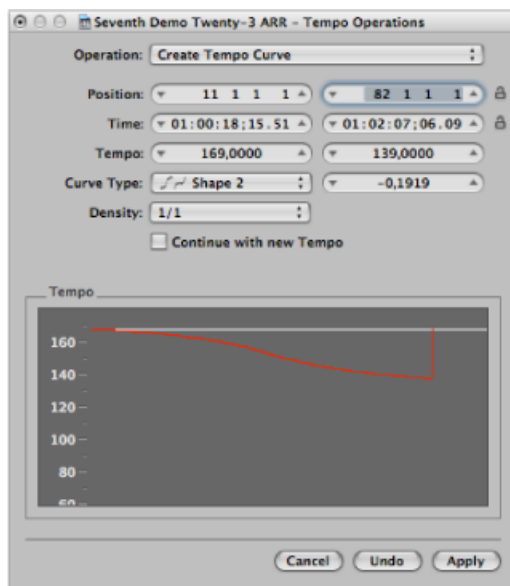 Seventh Demo Twenty-3 ARR - Tempo Operations
Operation: Create Tempo Curve
Position: 11 1 1 1 82 1 1 1
Time: 01:00:18;15.51 01:02:07;06.09
Tempo: 169,0000 139,0000
Curve Type: Shape 2 -0,1919
Density: 1/1
Continue with new Tempo
Tempo
160
140
120
100
80
60
Cancel Undo Apply